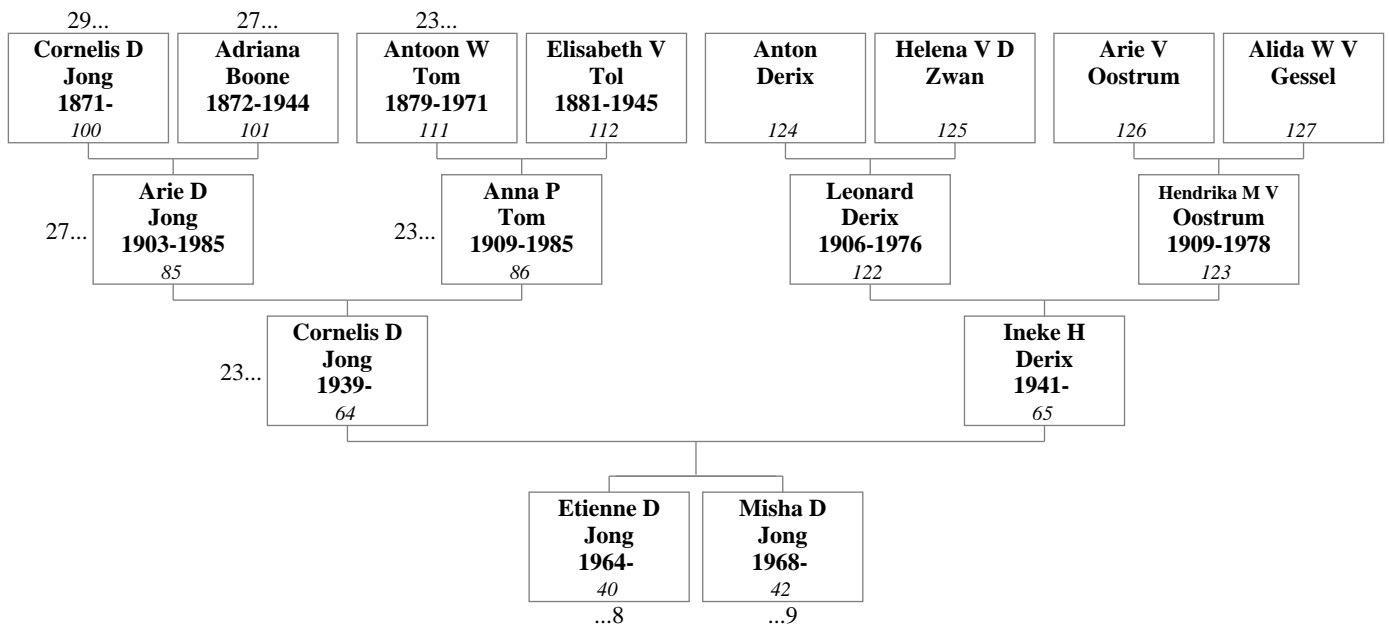 29...
27...
23...
Cornelis D
Jong
1871-
100
Adriana
Boone
1872-1944
101
Antoon W
Tom
1879-1971
111
Elisabeth V
Tol
1881-1945
112
Anton
Derix
124
Helena V D
Zwan
125
Arie V
Oostrum
126
Alida W V
Gessel
127
27...
Arie D
Jong
1903-1985
85
23...
Anna P
Tom
1909-1985
86
Leonard
Derix
1906-1976
122
Hendrika M V
Oostrum
1909-1978
123
23...
Cornelis D
Jong
1939-
64
Ineke H
Derix
1941-
65
Etienne D
Jong
1964-
40
...8
Misha D
Jong
1968-
42
...9